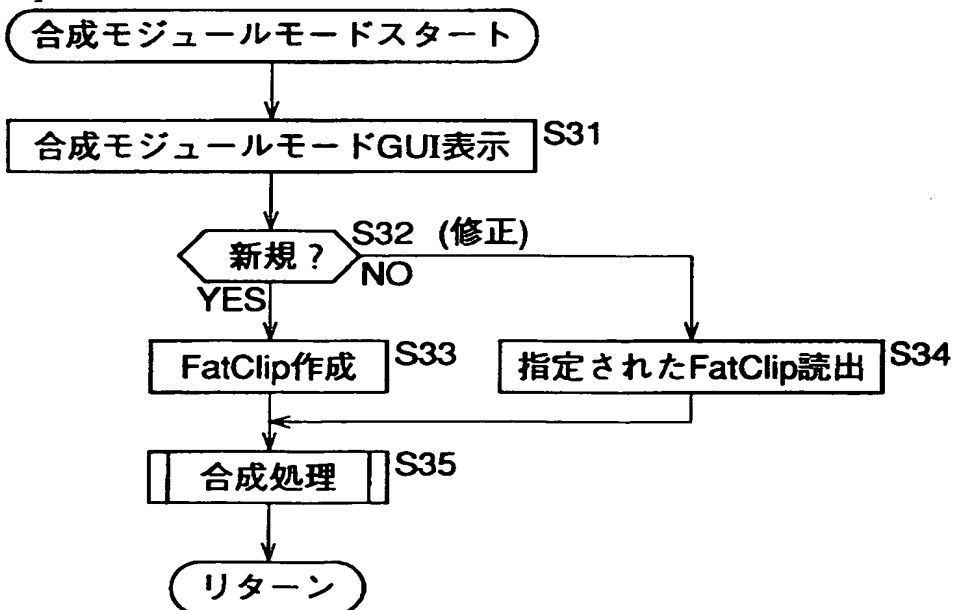 合成モジュールモードスタート
合成モジュールモードGUI表示 S31
新規? S32 (修正)
NO
YES
FatClip作成 S33
指定されたFatClip読出 S34
合成処理 S35
リターン